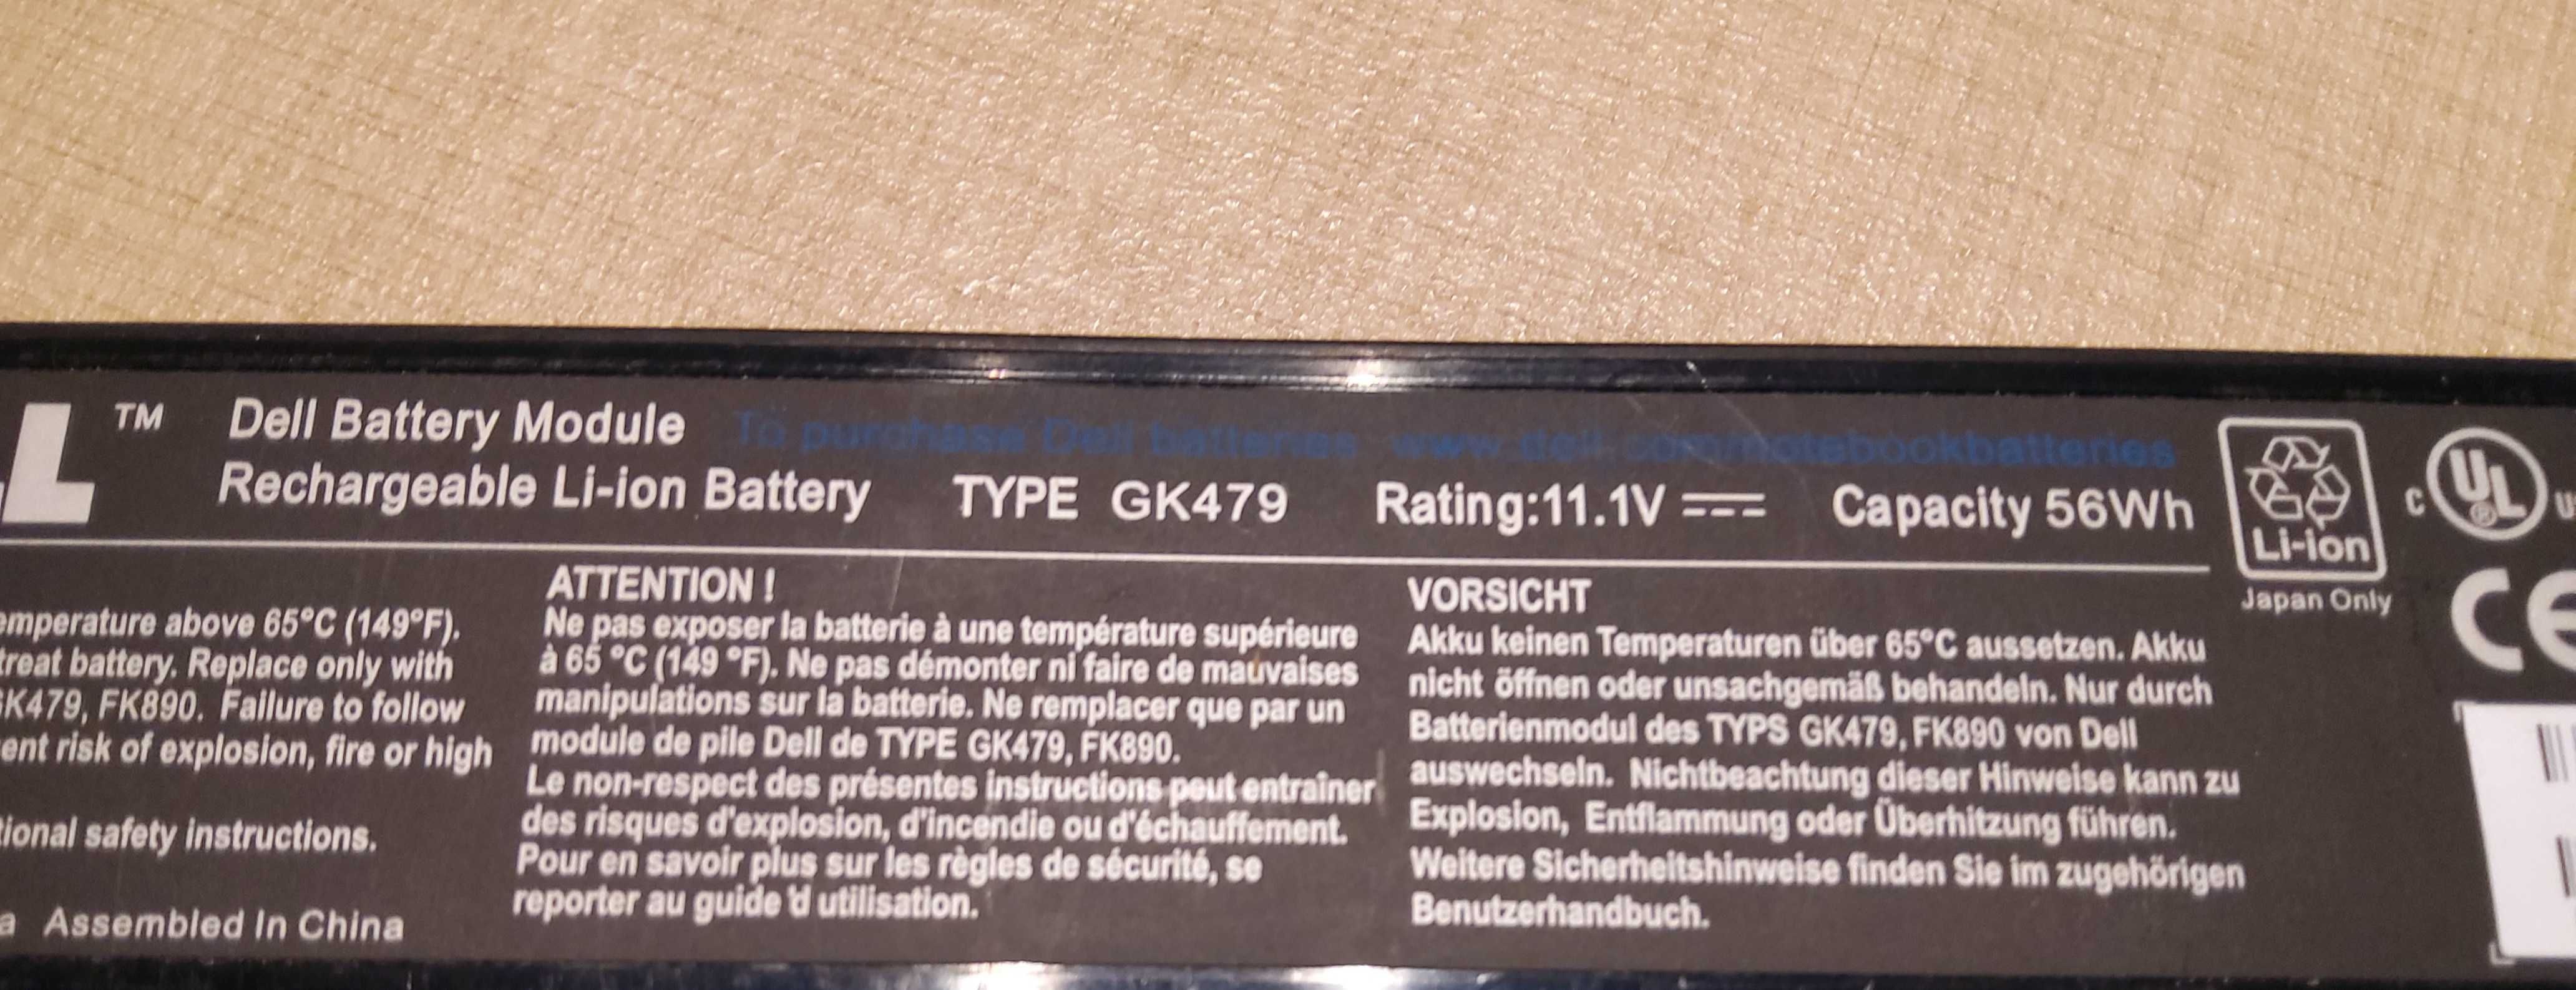 L ™
Dell Battery Module
To purchase Dell batteries www.dell.com/notebookbatteries
Rechargeable Li-ion Battery TYPE GK479 Rating:11.1V ⎓ Capacity 56Wh
Li-ion
Japan Only
C UL ® U
CE
emperature above 65°C (149°F).
treat battery. Replace only with
GK479, FK890. Failure to follow
ent risk of explosion, fire or high
tional safety instructions.
a Assembled In China
ATTENTION !
Ne pas exposer la batterie à une température supérieure
à 65 °C (149 °F). Ne pas démonter ni faire de mauvaises
manipulations sur la batterie. Ne remplacer que par un
module de pile Dell de TYPE GK479, FK890.
Le non-respect des présentes instructions peut entraîner
des risques d'explosion, d'incendie ou d'échauffement.
Pour en savoir plus sur les règles de sécurité, se
reporter au guide 'd utilisation.
VORSICHT
Akku keinen Temperaturen über 65°C aussetzen. Akku
nicht öffnen oder unsachgemäß behandeln. Nur durch
Batterienmodul des TYPS GK479, FK890 von Dell
auswechseln. Nichtbeachtung dieser Hinweise kann zu
Explosion, Entflammung oder Überhitzung führen.
Weitere Sicherheitshinweise finden Sie im zugehörigen
Benutzerhandbuch.